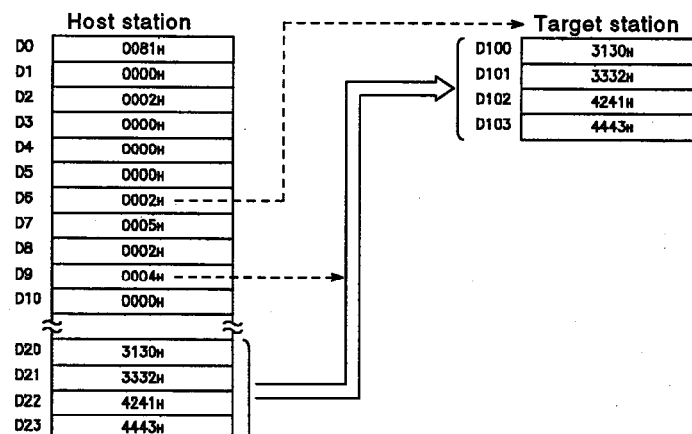 Host station
D0 0081H
D1 0000H
D2 0002H
D3 0000H
D4 0000H
D5 0000H
D6 0002H
D7 0005H
D8 0002H
D9 0004H
D10 0000H
D20 3130H
D21 3332H
D22 4241H
D23 4443H
Target station
D100 3130H
D101 3332H
D102 4241H
D103 4443H